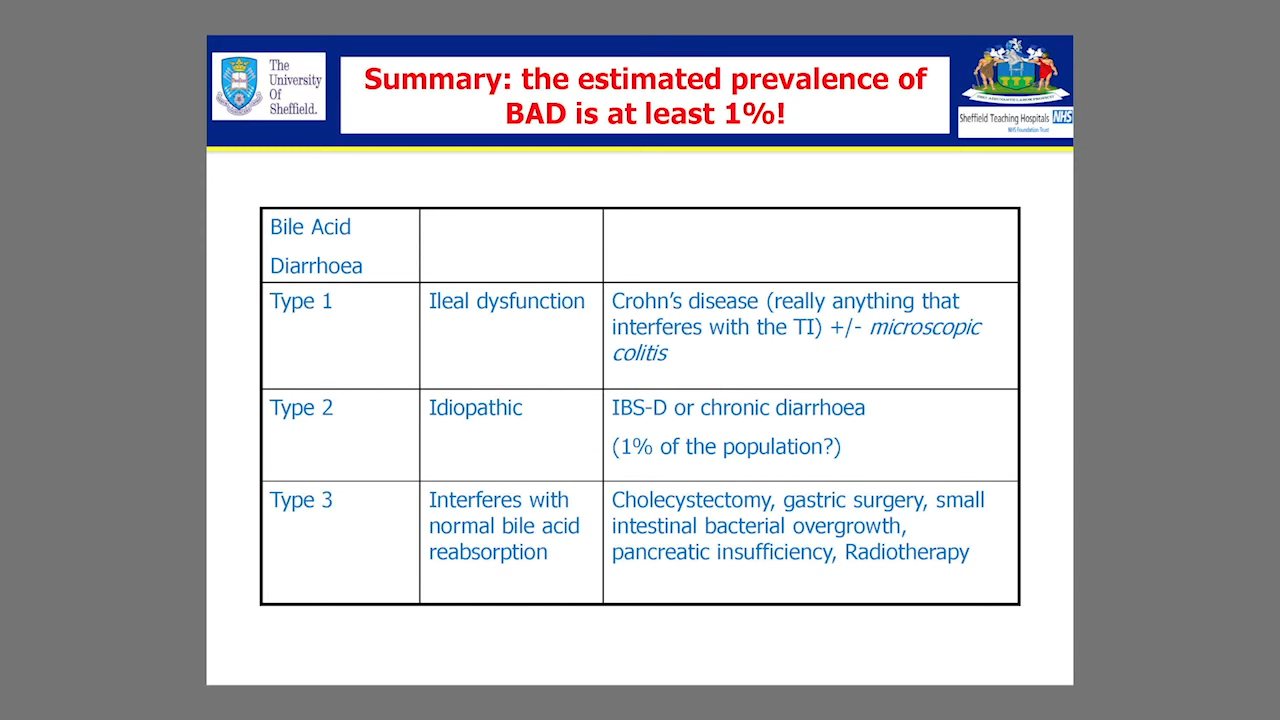 The
University
Of
Sheffield.
Summary: the estimated prevalence of
BAD is at least 1%!
Sheffield Teaching Hospitals NHS
NHS Foundation Trust
Bile Acid
Diarrhoea
Type 1
Ileal dysfunction
Crohn’s disease (really anything that
interferes with the TI) +/- microscopic
colitis
Type 2
Idiopathic
IBS-D or chronic diarrhoea
(1% of the population?)
Type 3
Interferes with
normal bile acid
reabsorption
Cholecystectomy, gastric surgery, small
intestinal bacterial overgrowth,
pancreatic insufficiency, Radiotherapy